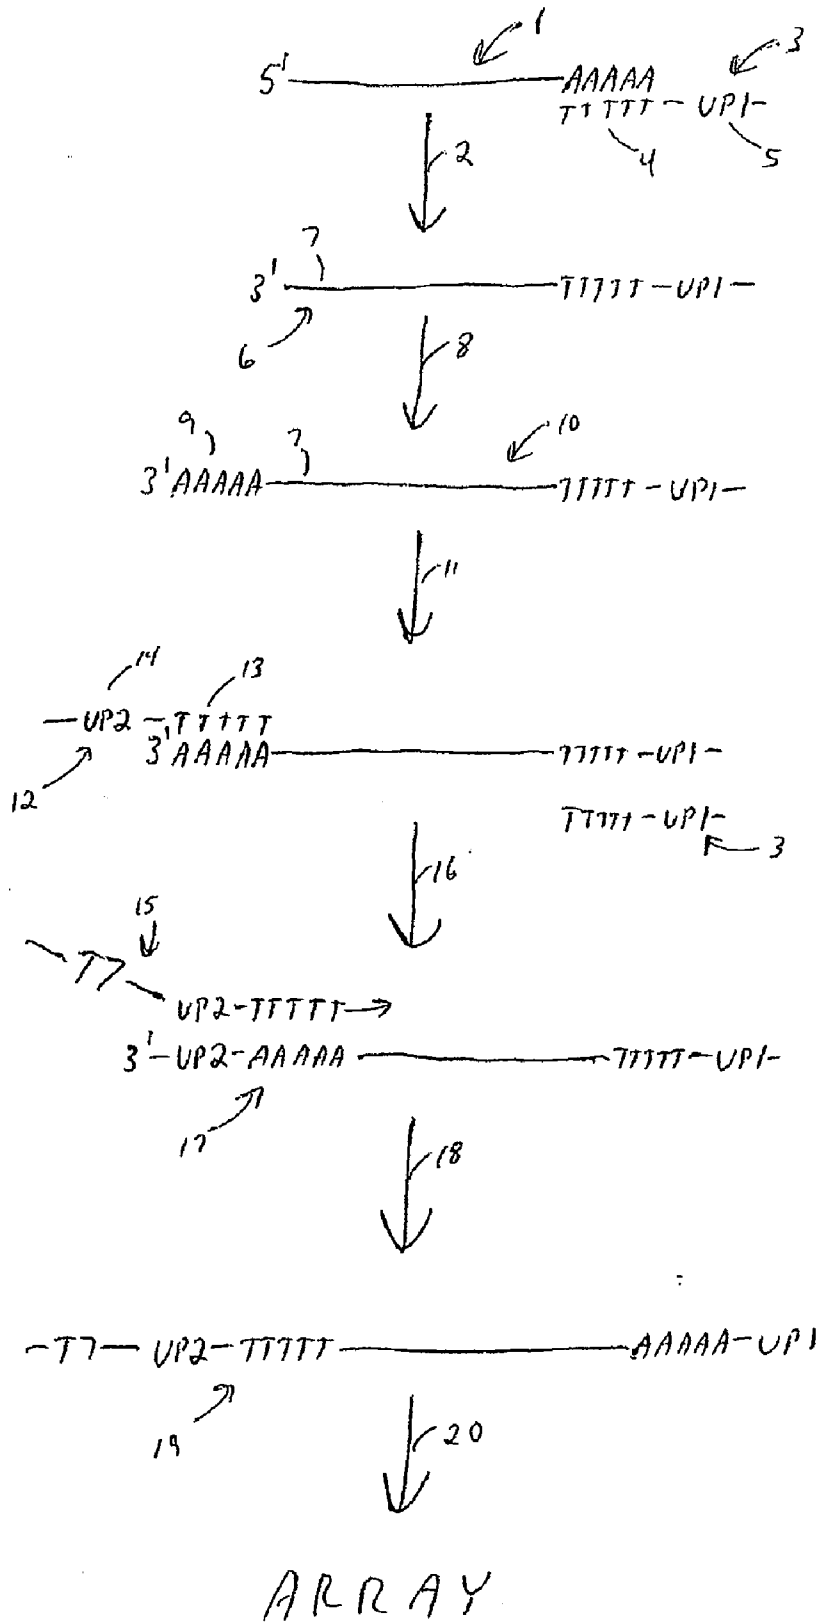 1
3
5' AAAAA
TTTTT - UP1-
4
5
2
7
3' TTTTT - UP1 -
6
8
9
7
10
3' AAAAA TTTTT - UP1 -
11
14
13
- UP2 - TTTTT
3' AAAAA TTTTT - UP1 -
12
TTTTT - UP1-
3
16
15
- T7 -
UP2-TTTTT
3' - UP2- AAAAA TTTTT - UP1-
17
18
-T7- UP2-TTTTT AAAAA-UP1
19
20
ARRAY